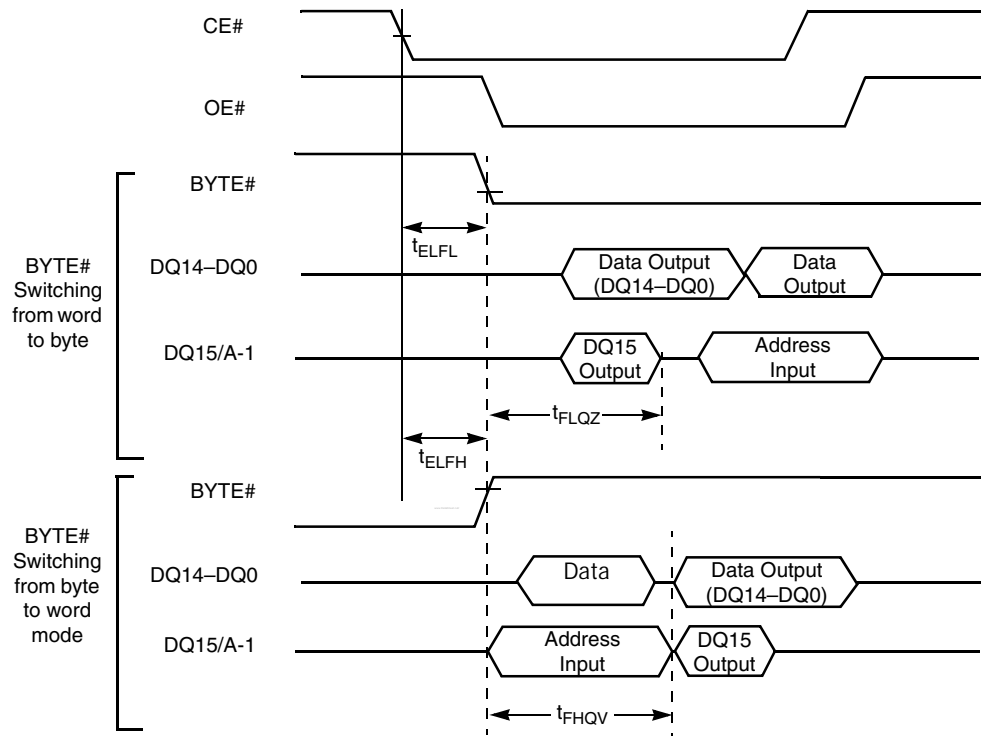 CE#
OE#
BYTE#
Switching
from word
to byte
BYTE#
tELFL
DQ14–DQ0
Data Output
(DQ14–DQ0)
Data
Output
DQ15/A-1
DQ15
Output
Address
Input
tFLQZ
tELFH
BYTE#
Switching
from byte
to word
mode
BYTE#
DQ14–DQ0
Data
Data Output
(DQ14–DQ0)
DQ15/A-1
Address
Input
DQ15
Output
tFHQV